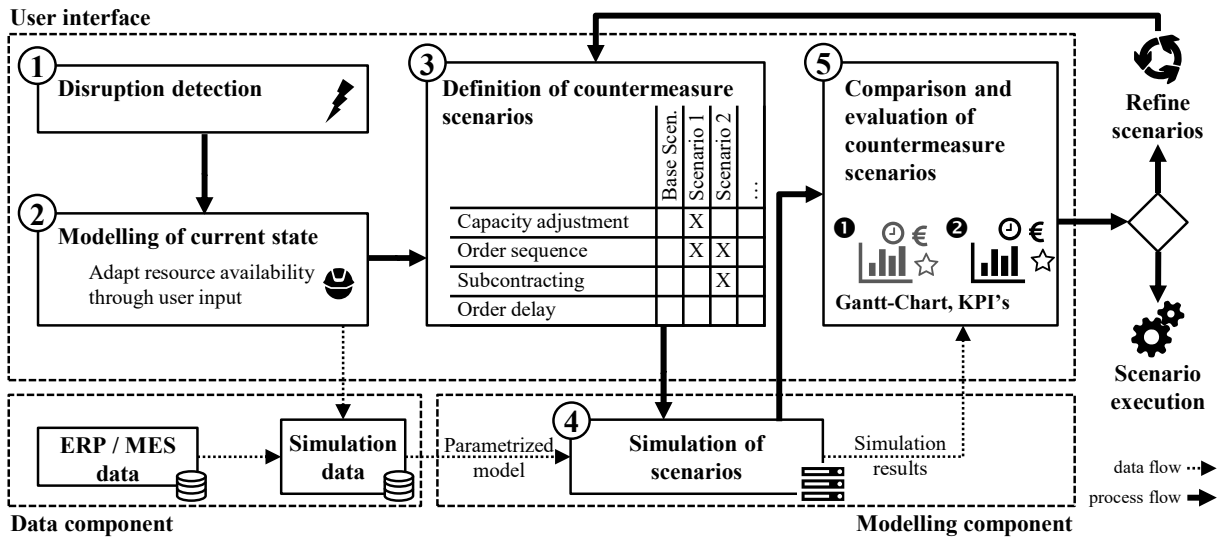 User interface
1
Disruption detection
2
Modelling of current state
Adapt resource availability
through user input
3
Definition of countermeasure
scenarios
Base Scen.
Scenario 1
Scenario 2
...
Capacity adjustment X
Order sequence X X
Subcontracting X
Order delay
5
Comparison and
evaluation of
countermeasure
scenarios
1 € 2 €
Gantt-Chart, KPI's
Refine
scenarios
Scenario
execution
ERP / MES
data
Simulation
data
Parametrized
model
4
Simulation of
scenarios
Simulation
results
data flow
process flow
Data component
Modelling component